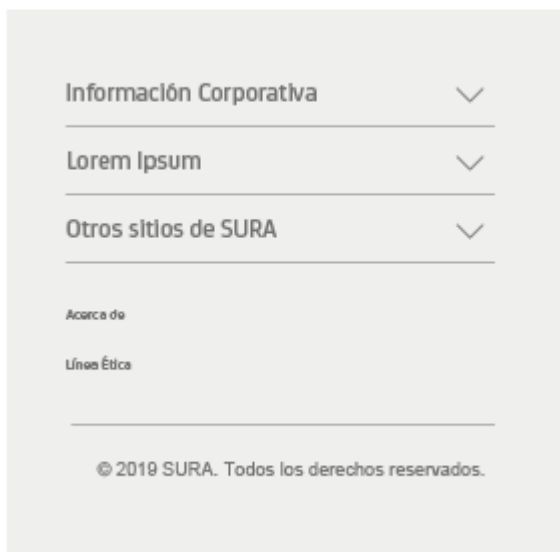 Información Corporativa
Lorem Ipsum
Otros sitios de SURA
Acerca de
Línea Ética
© 2019 SURA. Todos los derechos reservados.